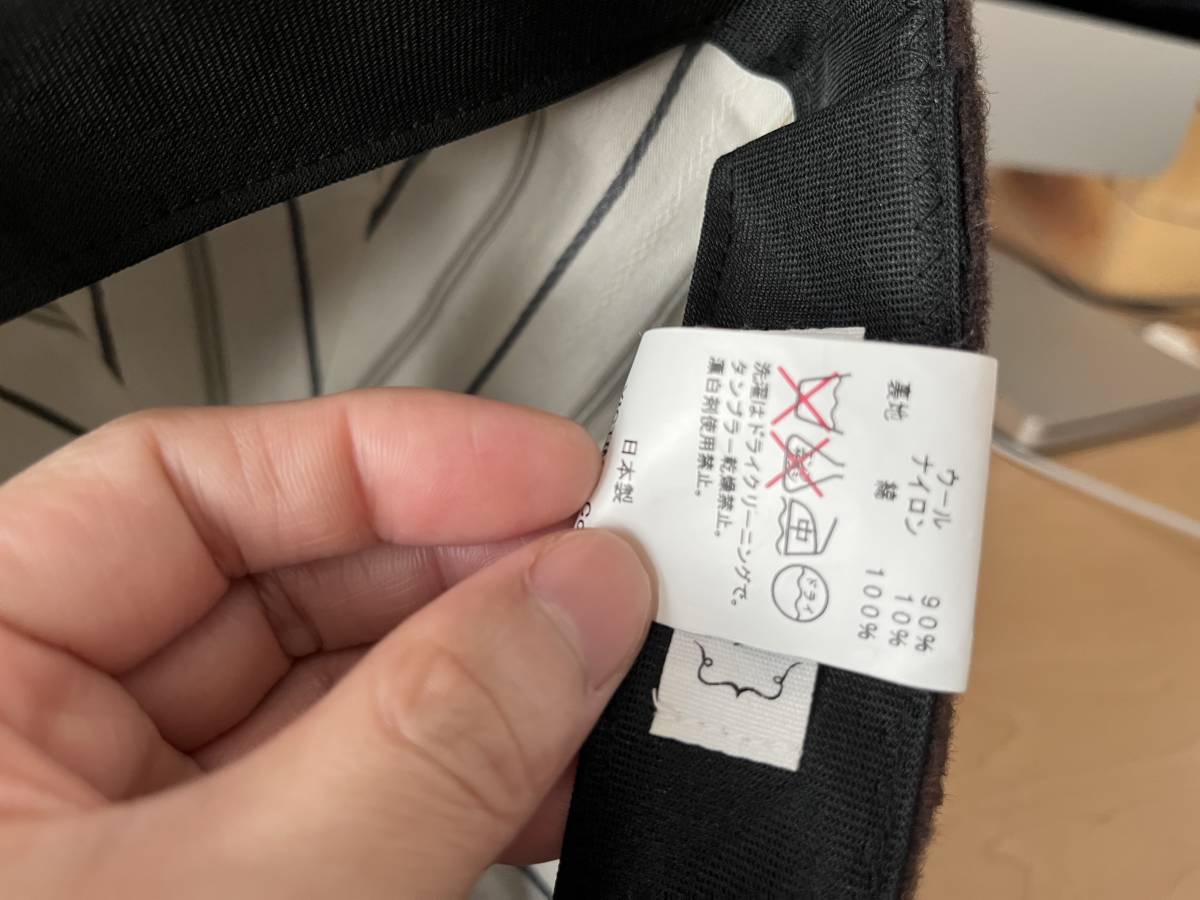 ウール 90%
ナイロン 10%
裏地 綿 100%
ドライ
洗濯はドライクリーニングで。
タンブラー乾燥禁止。
漂白剤使用禁止。
日本製